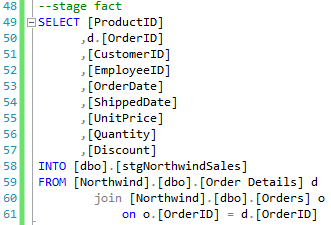 48 --stage fact
49 SELECT [ProductID]
50 ,d.[OrderID]
51 ,[CustomerID]
52 ,[EmployeeID]
53 ,[OrderDate]
54 ,[ShippedDate]
55 ,[UnitPrice]
56 ,[Quantity]
57 ,[Discount]
58 INTO [dbo].[stgNorthwindSales]
59 FROM [Northwind].[dbo].[Order Details] d
60 join [Northwind].[dbo].[Orders] o
61 on o.[OrderID] = d.[OrderID]